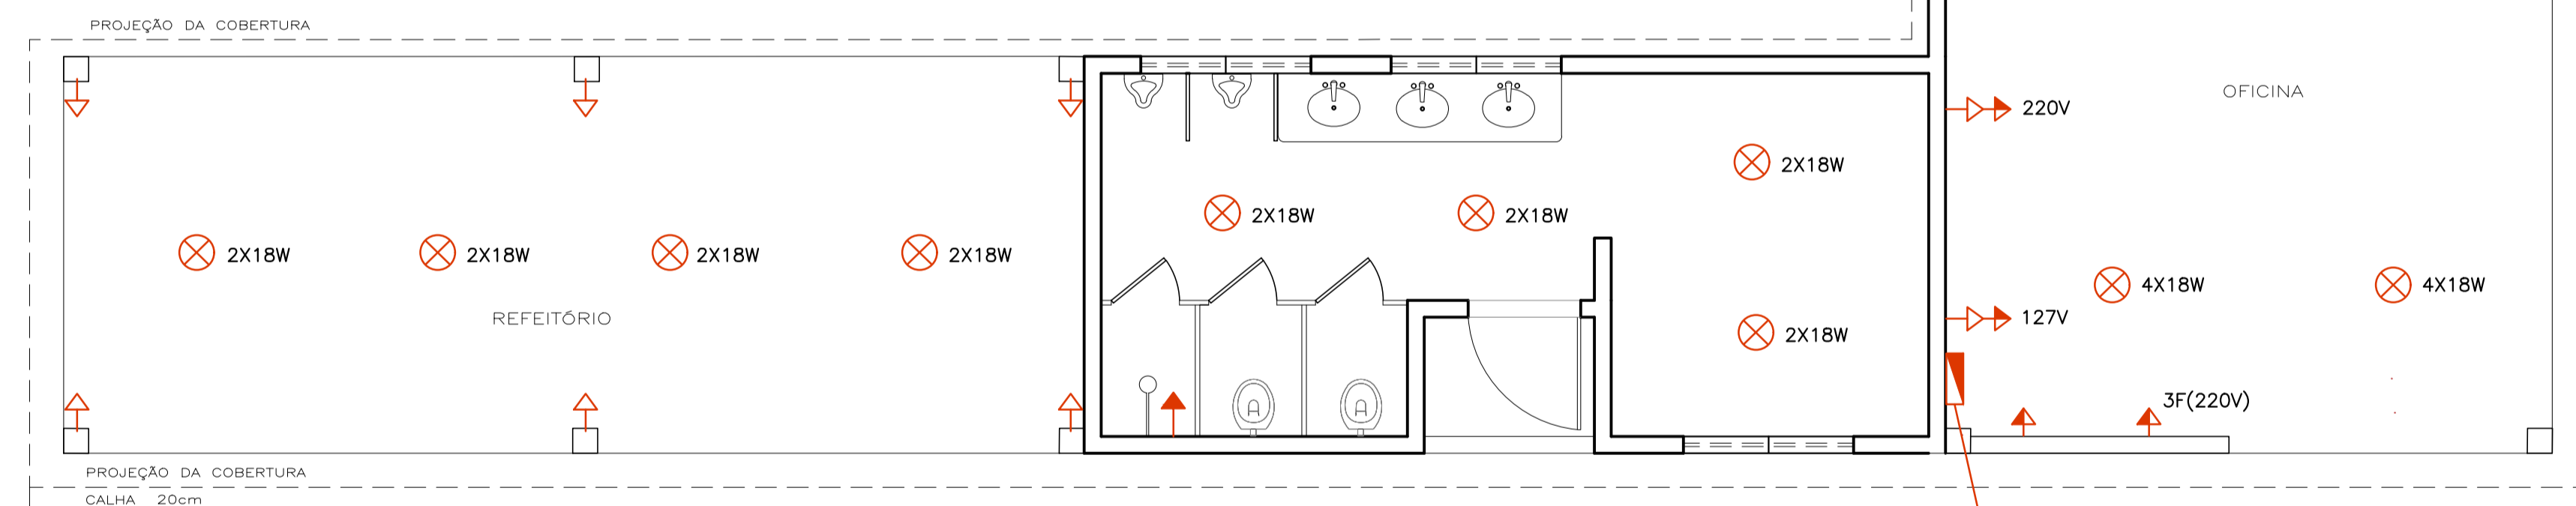 PROJEÇÃO DA COBERTURA
OFICINA
220V
2X18W
2X18W
2X18W
2X18W
2X18W
2X18W
2X18W
4X18W
4X18W
REFEITÓRIO
127V
2X18W
3F(220V)
PROJEÇÃO DA COBERTURA
CALHA 20cm